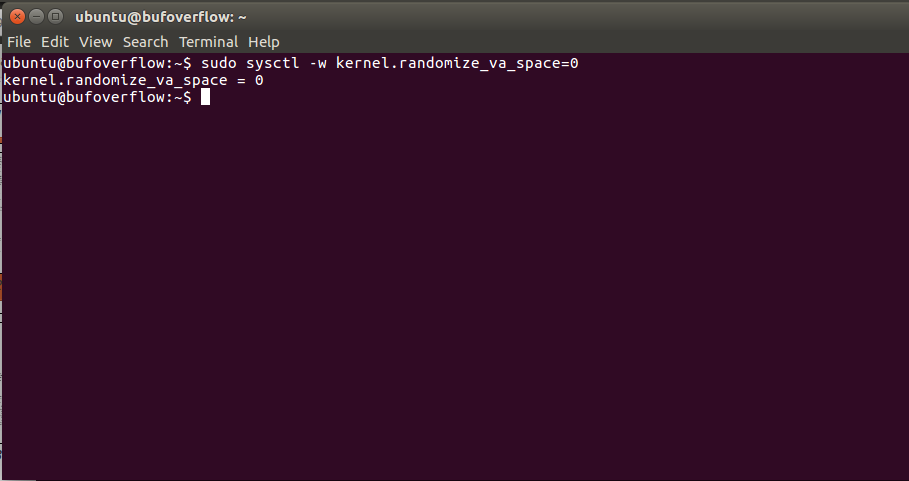 ubuntu@bufoverflow: ~
File Edit View Search Terminal Help
ubuntu@bufoverflow:~$ sudo sysctl -w kernel.randomize_va_space=0
kernel.randomize_va_space = 0
ubuntu@bufoverflow:~$